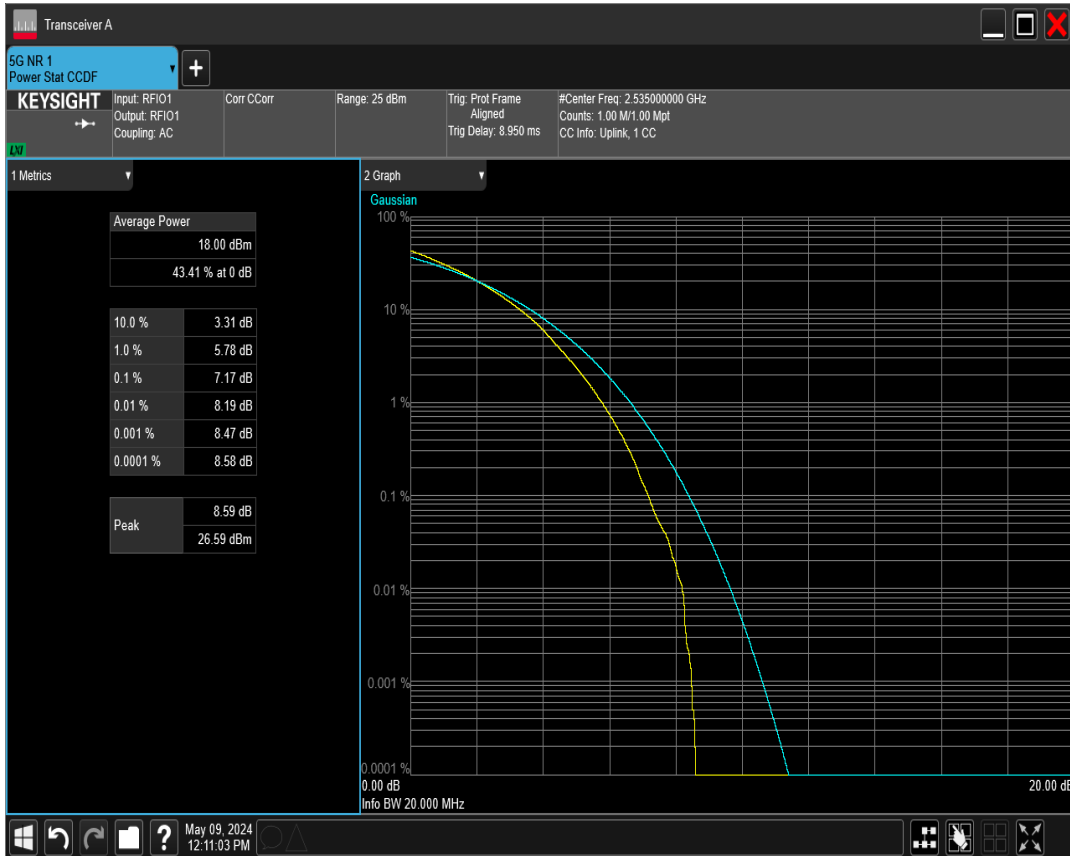 Transceiver A
5G NR 1
Power Stat CCDF
KEYSIGHT
LXI
Input: RFIO1
Output: RFIO1
Coupling: AC
Corr CCorr
Range: 25 dBm
Trig: Prot Frame
Aligned
Trig Delay: 8.950 ms
#Center Freq: 2.535000000 GHz
Counts: 1.00 M/1.00 Mpt
CC Info: Uplink, 1 CC
1 Metrics
Average Power
18.00 dBm
43.41 % at 0 dB
10.0 % 3.31 dB
1.0 % 5.78 dB
0.1 % 7.17 dB
0.01 % 8.19 dB
0.001 % 8.47 dB
0.0001 % 8.58 dB
Peak 8.59 dB
26.59 dBm
2 Graph
Gaussian
100 %
10 %
1 %
0.1 %
0.01 %
0.001 %
0.0001 %
0.00 dB 20.00 dB
Info BW 20.000 MHz
?
May 09, 2024
12:11:03 PM